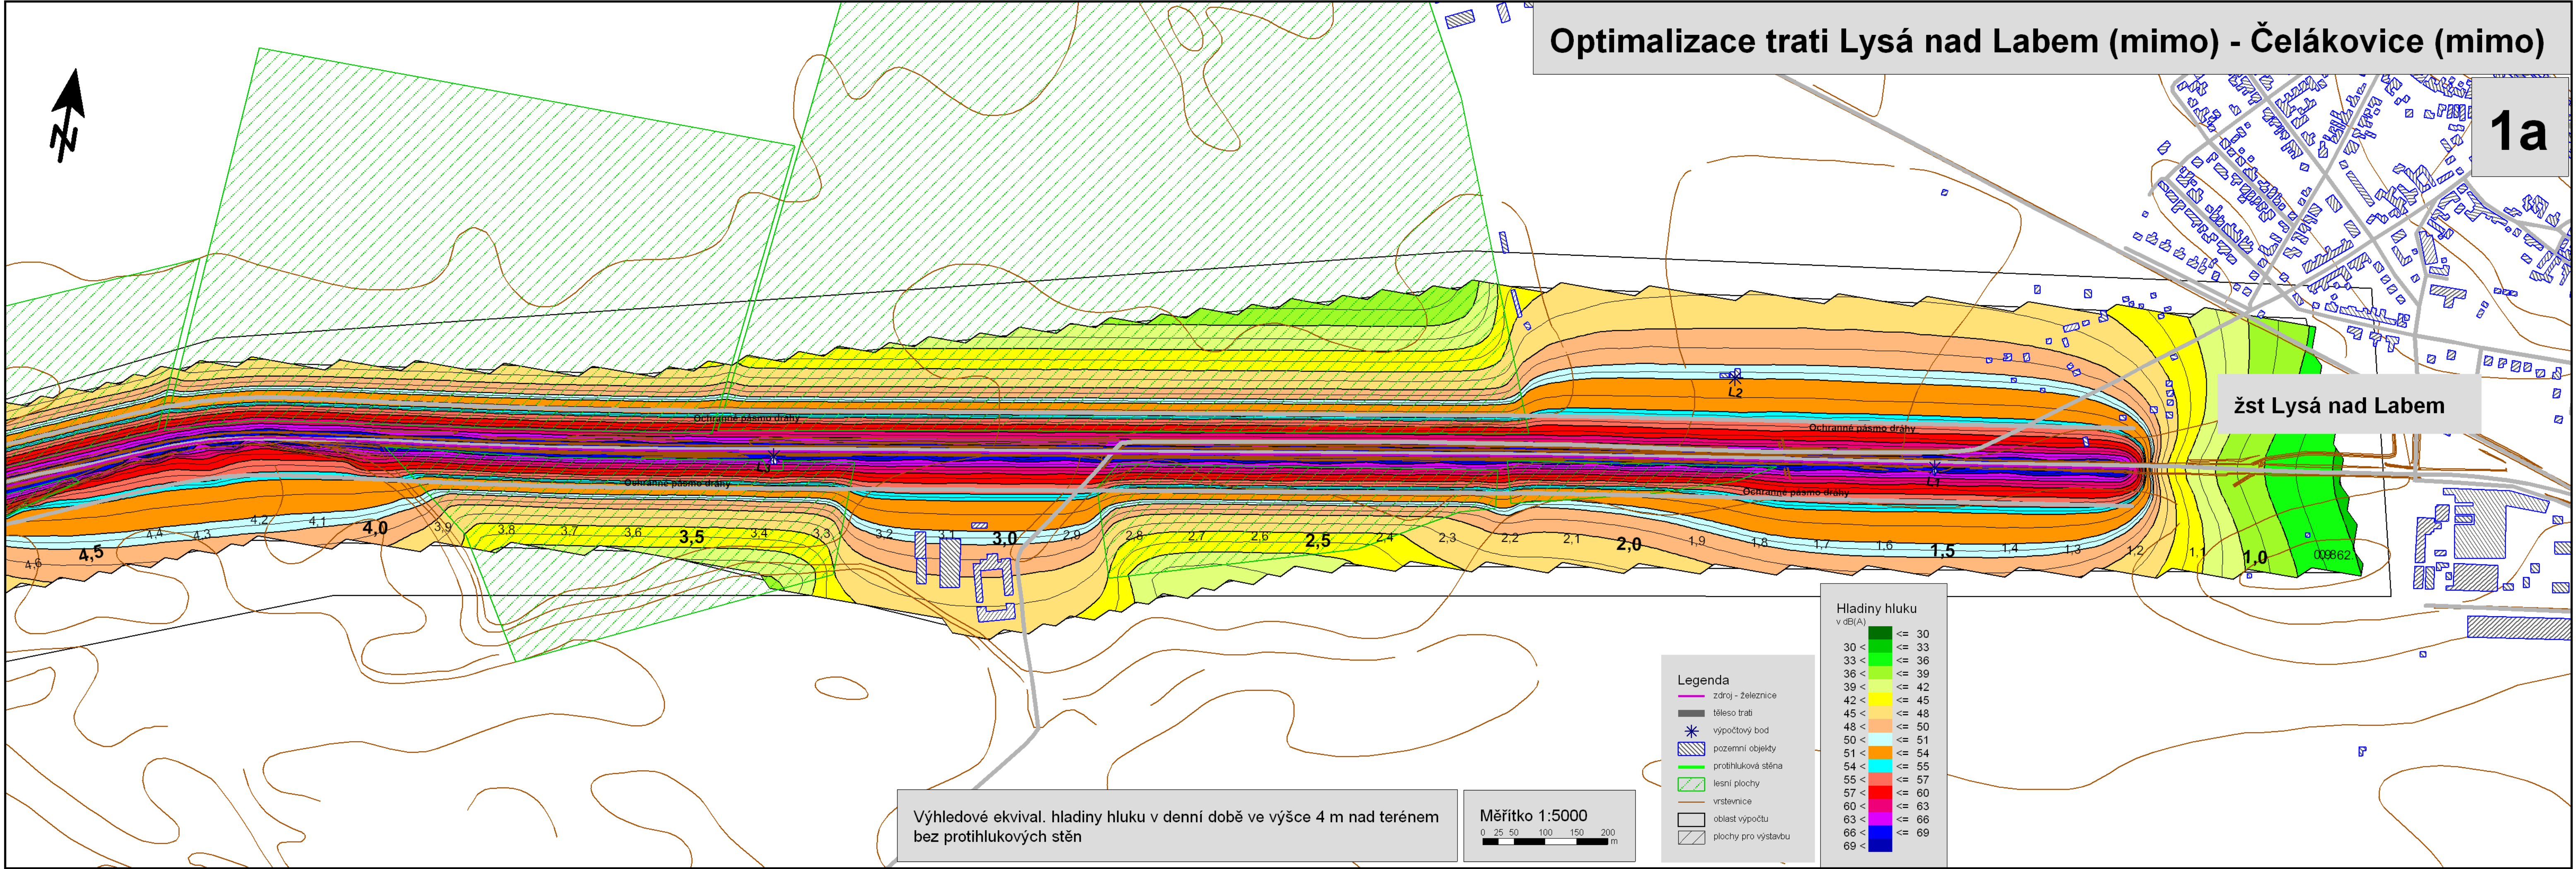 Optimalizace trati Lysá nad Labem (mimo) - Čelákovice (mimo)
1a
N
žst Lysá nad Labem
Ochranné pásmo dráhy
Ochranné pásmo dráhy
Ochranné pásmo dráhy
Ochranné pásmo dráhy
L2
L3
L1
4,6
4,5
4,4
4,3
4,2
4,1
4,0
3,9
3,8
3,7
3,6
3,5
3,4
3,3
3,2
3,1
3,0
2,9
2,8
2,7
2,6
2,5
2,4
2,3
2,2
2,1
2,0
1,9
1,8
1,7
1,6
1,5
1,4
1,3
1,2
1,1
1,0
Výhledové ekvival. hladiny hluku v denní době ve výšce 4 m nad terénem
bez protihlukových stěn
Měřítko 1:5000
0 25 50 100 150 200
m
Legenda
zdroj - železnice
těleso trati
výpočtový bod
pozemní objekty
protihluková stěna
lesní plochy
vrstevnice
oblast výpočtu
plochy pro výstavbu
Hladiny hluku
v dB(A)
<= 30
30 < <= 33
33 < <= 36
36 < <= 39
39 < <= 42
42 < <= 45
45 < <= 48
48 < <= 50
50 < <= 51
51 < <= 54
54 < <= 55
55 < <= 57
57 < <= 60
60 < <= 63
63 < <= 66
66 < <= 69
69 <